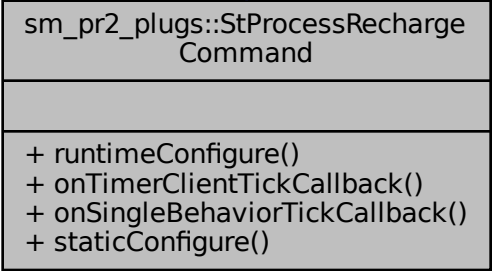 sm_pr2_plugs::StProcessRecharge
Command
+ runtimeConfigure()
+ onTimerClientTickCallback()
+ onSingleBehaviorTickCallback()
+ staticConfigure()